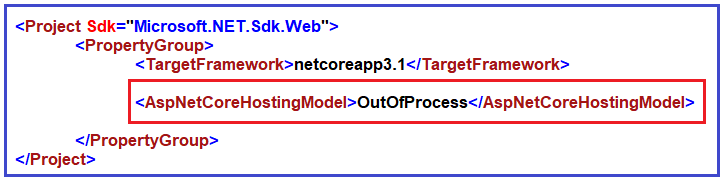 <Project Sdk="Microsoft.NET.Sdk.Web">
<PropertyGroup>
<TargetFramework>netcoreapp3.1</TargetFramework>
<AspNetCoreHostingModel>OutOfProcess</AspNetCoreHostingModel>
</PropertyGroup>
</Project>